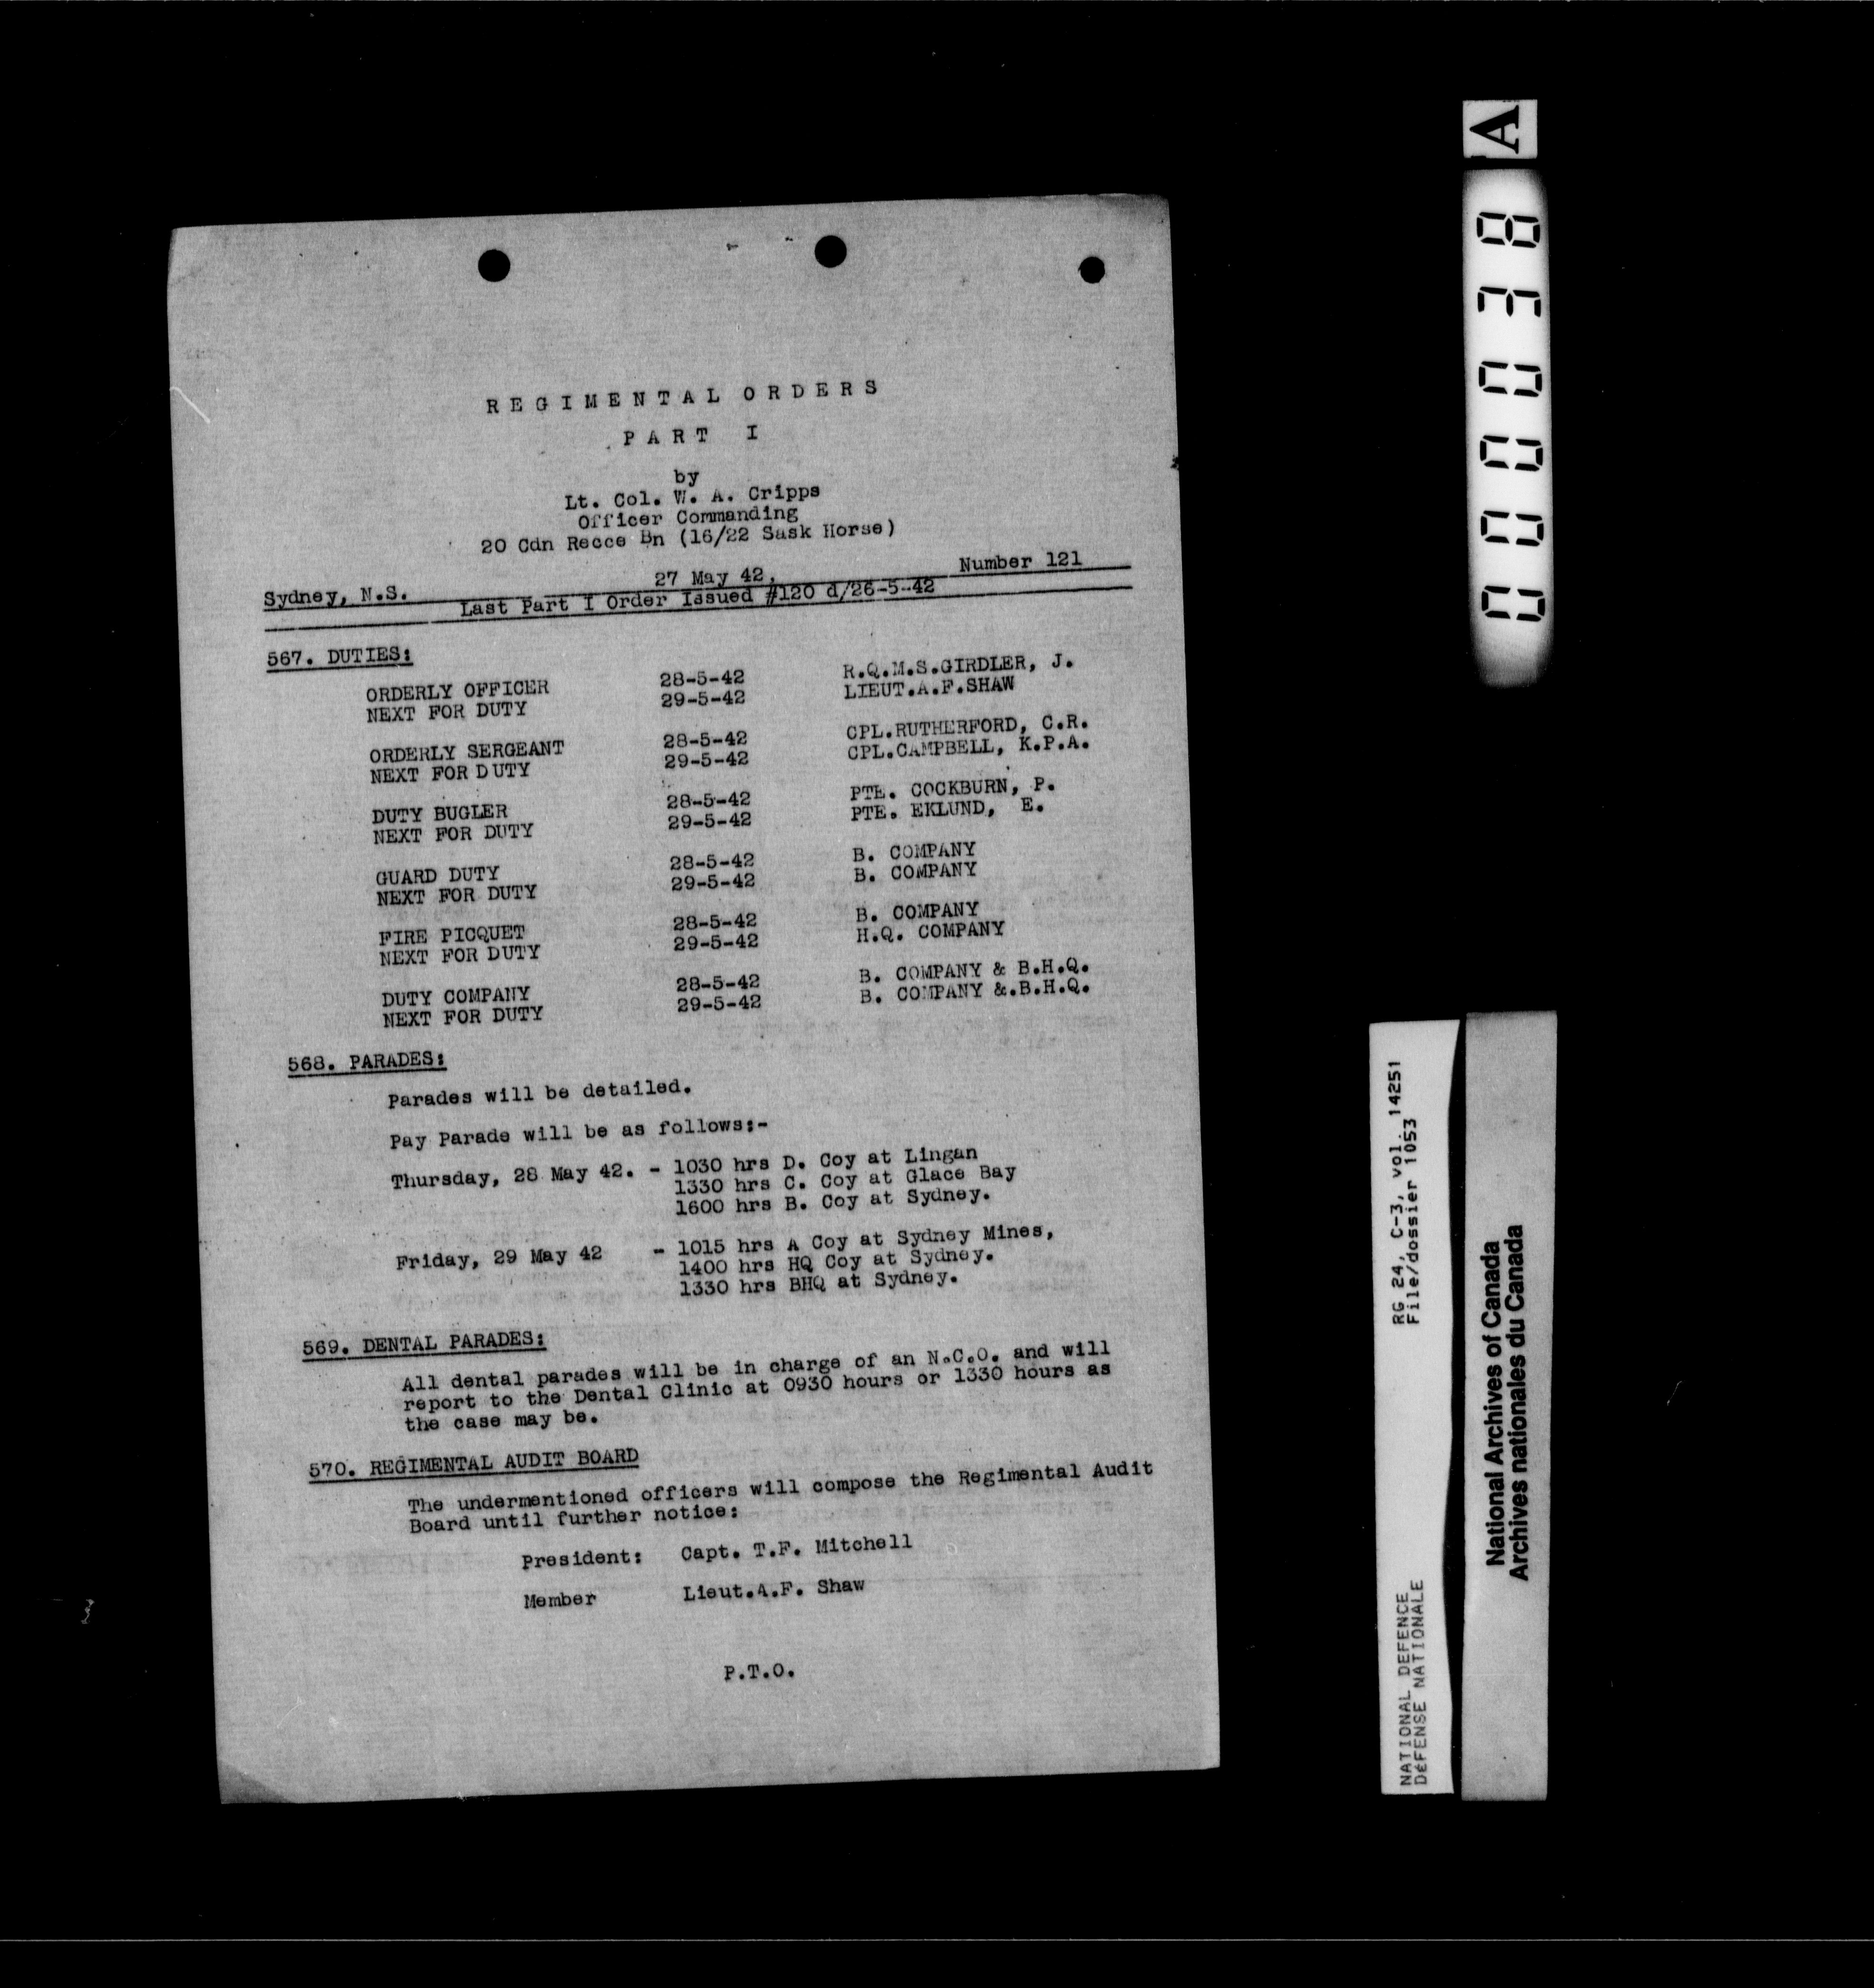 REGIMENTAL ORDERS
PART I
by
Lt. Col. W. A. Cripps
Officer Commanding
20 Cdn Recce Bn (16/22 Sask Horse)
Sydney, N.S. 27 May 42, Number 121
Last Part I Order Issued #120 d/26-5-42
567. DUTIES:
ORDERLY OFFICER 28-5-42 R.Q.M.S.GIRDLER, J.
NEXT FOR DUTY 29-5-42 LIEUT.A.F.SHAW
ORDERLY SERGEANT 28-5-42 CPL.RUTHERFORD, C.R.
NEXT FOR DUTY 29-5-42 CPL.CAMPBELL, K.P.A.
DUTY BUGLER 28-5-42 PTE. COCKBURN, P.
NEXT FOR DUTY 29-5-42 PTE. EKLUND, E.
GUARD DUTY 28-5-42 B. COMPANY
NEXT FOR DUTY 29-5-42 B. COMPANY
FIRE PICQUET 28-5-42 B. COMPANY
NEXT FOR DUTY 29-5-42 H.Q. COMPANY
DUTY COMPANY 28-5-42 B. COMPANY & B.H.Q.
NEXT FOR DUTY 29-5-42 B. COMPANY &.B.H.Q.
568. PARADES:
Parades will be detailed.
Pay Parade will be as follows:-
Thursday, 28 May 42. - 1030 hrs D. Coy at Lingan
1330 hrs C. Coy at Glace Bay
1600 hrs B. Coy at Sydney.
Friday, 29 May 42 - 1015 hrs A Coy at Sydney Mines,
1400 hrs HQ Coy at Sydney.
1330 hrs BHQ at Sydney.
569. DENTAL PARADES:
All dental parades will be in charge of an N.C.O. and will
report to the Dental Clinic at 0930 hours or 1330 hours as
the case may be.
570. REGIMENTAL AUDIT BOARD
The undermentioned officers will compose the Regimental Audit
Board until further notice:
President: Capt. T.F. Mitchell
Member Lieut.A.F. Shaw
P.T.O.
A
000038
NATIONAL DEFENCE RG 24, C-3, vol. 14251
DéFENSE NATIONALE File/dossier 1053
National Archives of Canada
Archives nationales du Canada